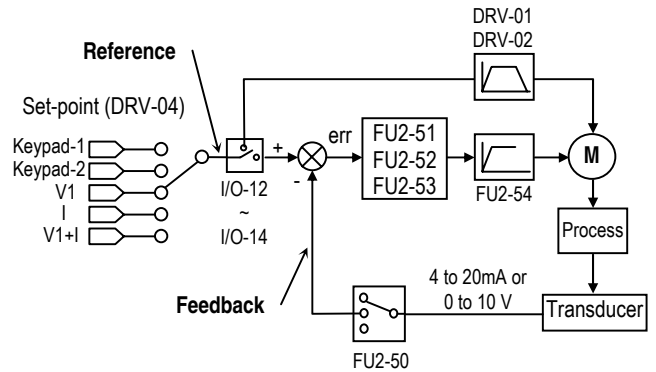 DRV-01
DRV-02
Reference
Set-point (DRV-04)
Keypad-1
Keypad-2
V1
I
V1+I
I/O-12
~
I/O-14
+
-
err
FU2-51
FU2-52
FU2-53
FU2-54
M
Process
4 to 20mA or
0 to 10 V
Transducer
Feedback
FU2-50